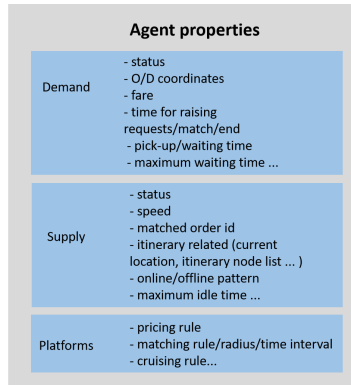 Agent properties
Demand
- status
- O/D coordinates
- fare
- time for raising
requests/match/end
- pick-up/waiting time
- maximum waiting time ...
Supply
- status
- speed
- matched order id
- itinerary related (current
location, itinerary node list ... )
- online/offline pattern
- maximum idle time ...
Platforms
- pricing rule
- matching rule/radius/time interval
- cruising rule...